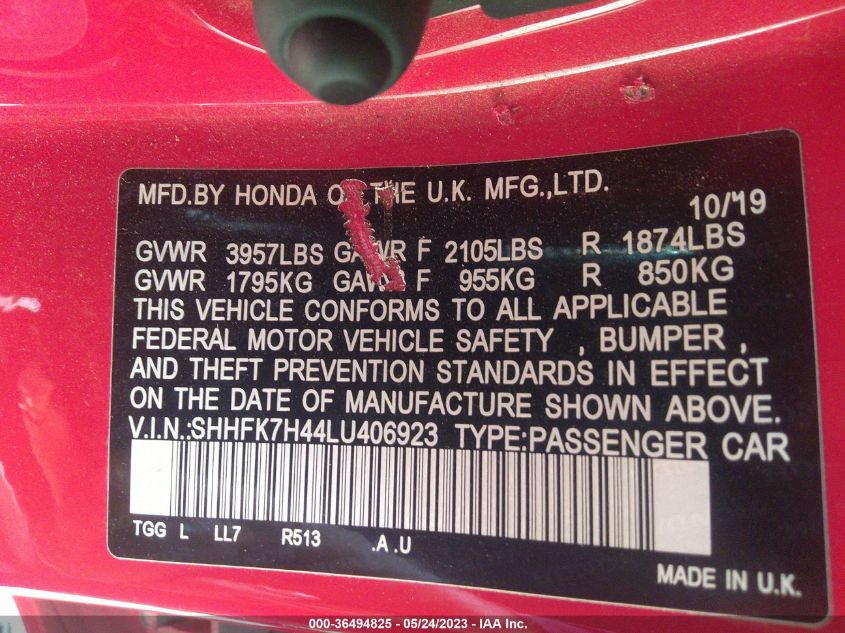 MFD.BY HONDA OF THE U.K. MFG.,LTD.
10/19
GVWR 3957LBS GAWR F 2105LBS R 1874LBS
GVWR 1795KG GAWR F 955KG R 850KG
THIS VEHICLE CONFORMS TO ALL APPLICABLE
FEDERAL MOTOR VEHICLE SAFETY , BUMPER ,
AND THEFT PREVENTION STANDARDS IN EFFECT
ON THE DATE OF MANUFACTURE SHOWN ABOVE.
V.I.N.:SHHFK7H44LU406923 TYPE:PASSENGER CAR
TGG L LL7 R513 .A .U
MADE IN U.K.
000-36494825 / 05/24/2023 - IAA Inc.